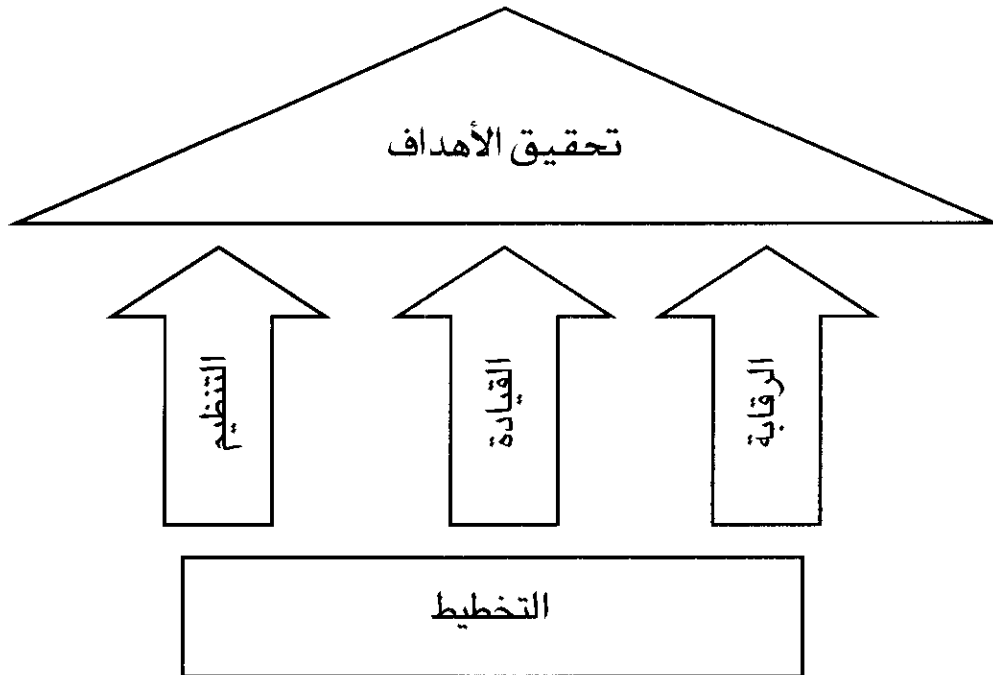 تحقيق الأهداف
الرقابة
القيادة
التنظيم
التخطيط